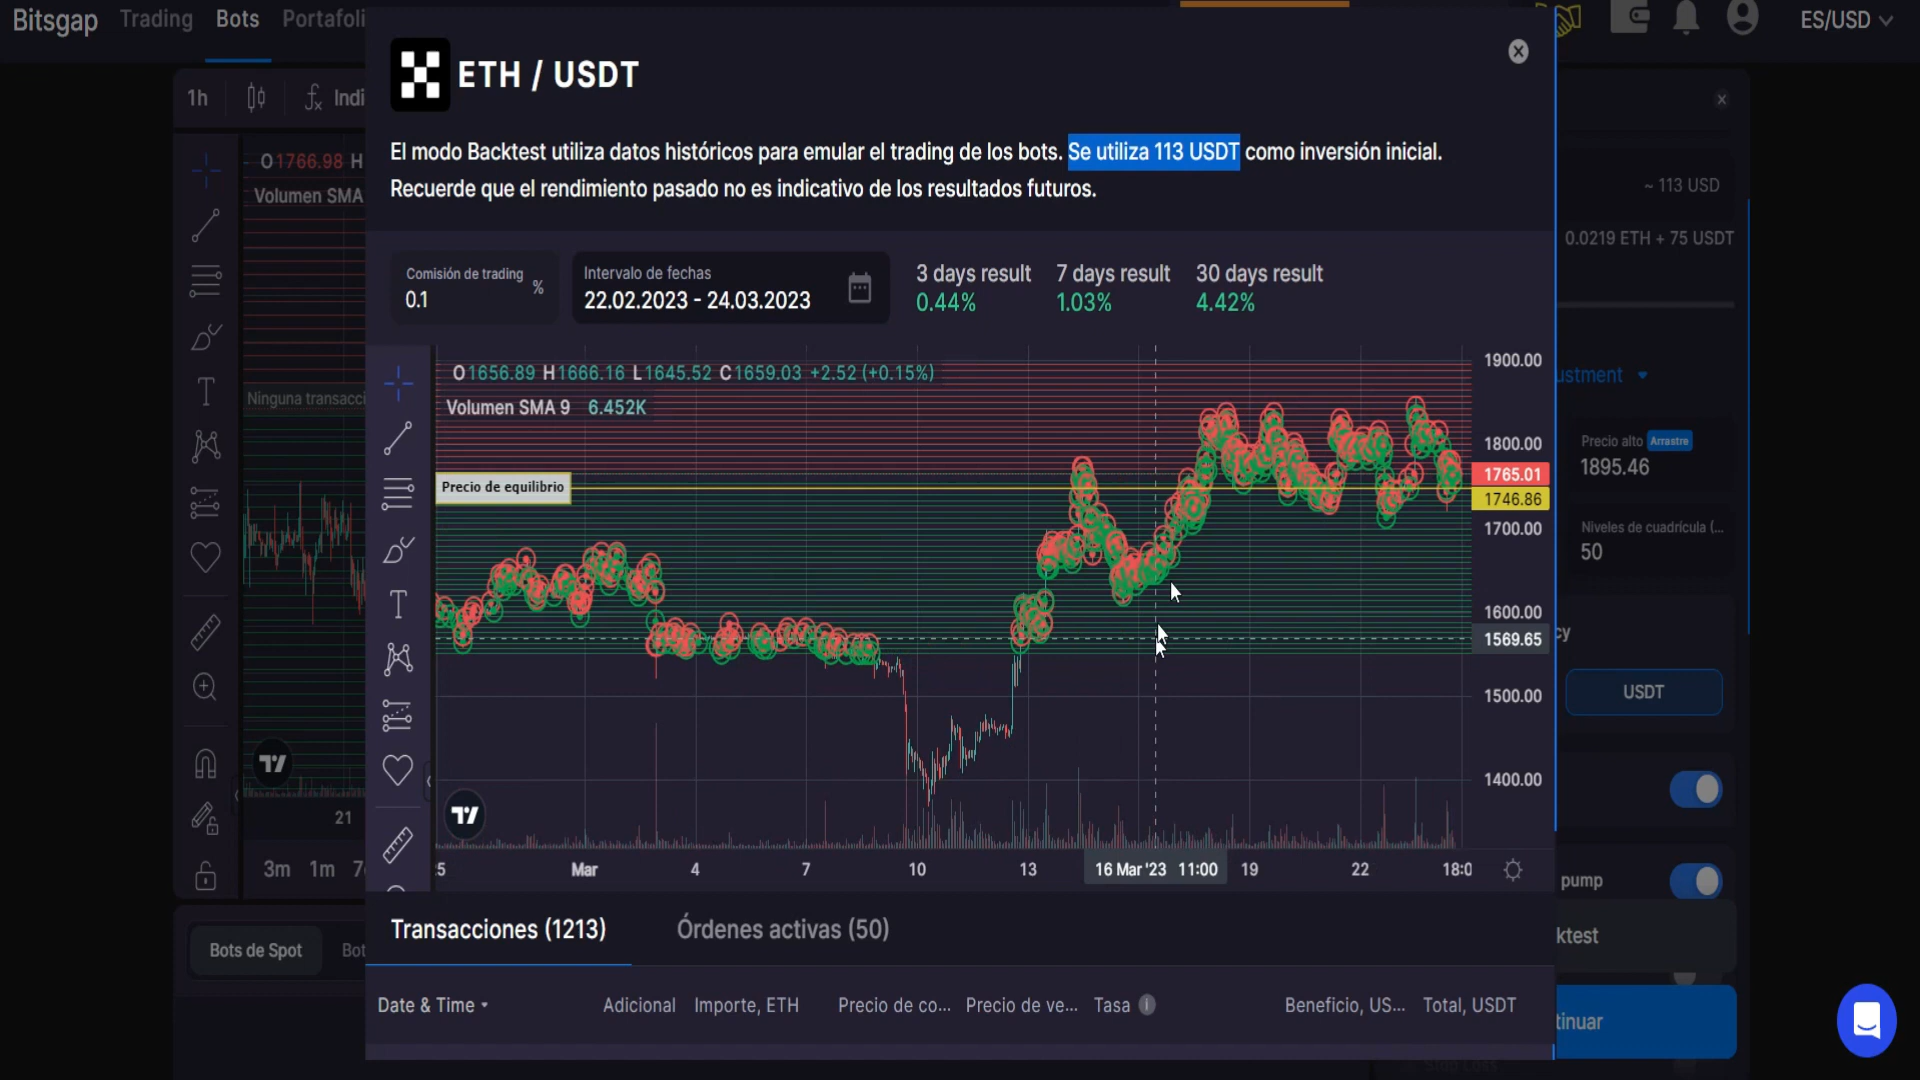 Bitsgap Trading Bots Portafoli ES/USD
ETH / USDT
El modo Backtest utiliza datos históricos para emular el trading de los bots. Se utiliza 113 USDT como inversión inicial.
Recuerde que el rendimiento pasado no es indicativo de los resultados futuros.
1h Indi
O1766.98 H
Volumen SMA
~ 113 USD
0.0219 ETH + 75 USDT
Comisión de trading
0.1 %
Intervalo de fechas
22.02.2023 - 24.03.2023
3 days result
0.44%
7 days result
1.03%
30 days result
4.42%
O1656.89 H1666.16 L1645.52 C1659.03 +2.52 (+0.15%)
Volumen SMA 9 6.452K
Precio de equilibrio
1900.00
1800.00
1765.01
1746.86
1700.00
1600.00
1569.65
1500.00
1400.00
Ninguna transacci
ustment
Precio alto Arrastre
1895.46
Niveles de cuadrícula (...
50
cy
USDT
pump
ktest
tinuar
21
3m 1m 7
25 Mar 4 7 10 13 16 Mar '23 11:00 19 22 18:0
Transacciones (1213) Órdenes activas (50)
Bots de Spot Bot
Date & Time Adicional Importe, ETH Precio de co... Precio de ve... Tasa Beneficio, US... Total, USDT
Stop Loss